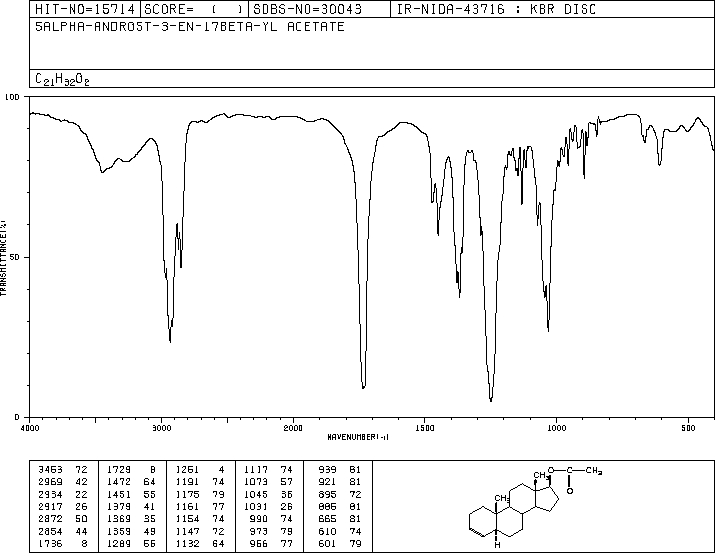 HIT-NO=15714 SCORE= ( ) SDBS-NO=30043 IR-NIDA-43716 : KBR DISC
5ALPHA-ANDROST-3-EN-17BETA-YL ACETATE
C21H32O2
100
50
0
TRANSMITTANCE(%)
4000 3000 2000 1500 1000 500
WAVENUMBER(-1)
3463 72 1729 8 1251 4 1117 74 939 81
2969 42 1472 64 1191 74 1073 57 921 81
2934 22 1451 55 1175 79 1045 36 895 72
2917 26 1379 41 1161 77 1031 26 885 81
2872 50 1369 35 1154 74 990 74 665 81
2854 44 1359 49 1147 72 973 79 610 74
1736 8 1289 55 1132 64 956 77 601 79
CH3 O C CH3
O
CH3
H